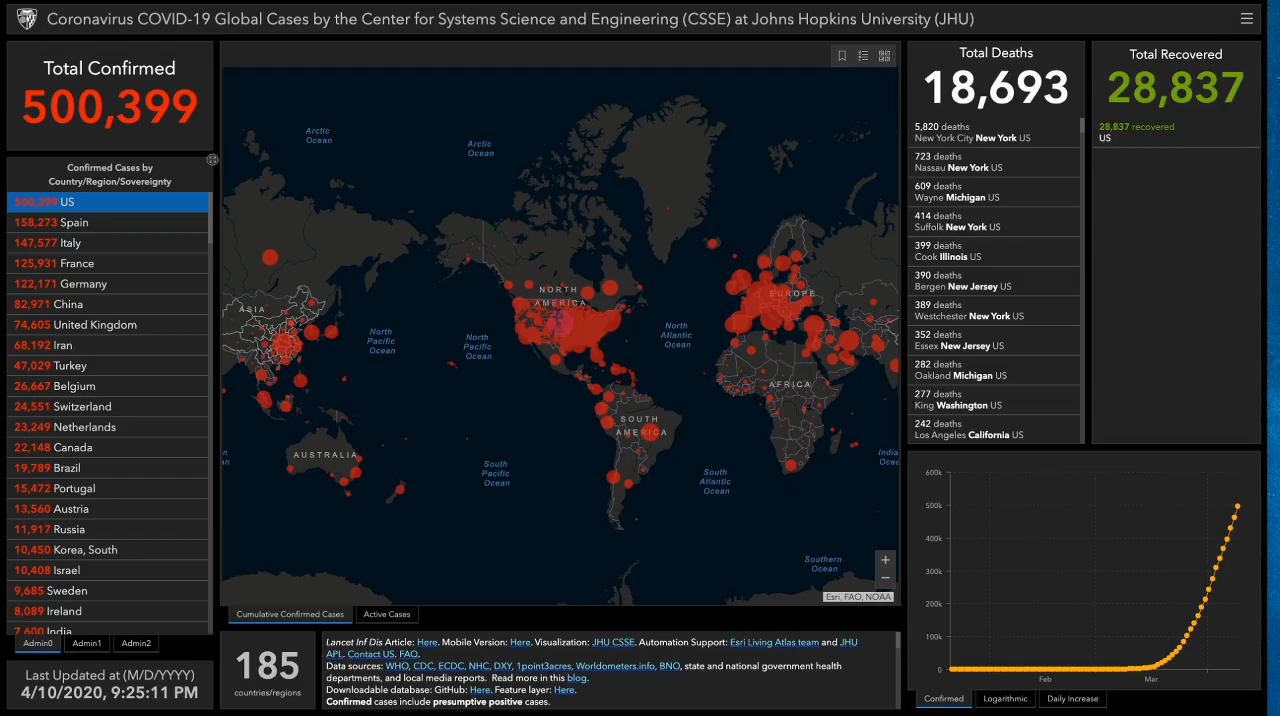 Coronavirus COVID-19 Global Cases by the Center for Systems Science and Engineering (CSSE) at Johns Hopkins University (JHU)
Total Confirmed
500,399
Confirmed Cases by
Country/Region/Sovereignty
500,399 US
158,273 Spain
147,577 Italy
125,931 France
122,171 Germany
82,971 China
74,605 United Kingdom
68,192 Iran
47,029 Turkey
26,667 Belgium
24,551 Switzerland
23,249 Netherlands
22,148 Canada
19,789 Brazil
15,472 Portugal
13,560 Austria
11,917 Russia
10,450 Korea, South
10,408 Israel
9,685 Sweden
8,089 Ireland
7,600 India
Admin0
Admin1
Admin2
Last Updated at (M/D/YYYY)
4/10/2020, 9:25:11 PM
Arctic
Ocean
Arctic
Ocean
NORTH
AMERICA
EUROPE
ASIA
North
Pacific
Ocean
North
Pacific
Ocean
North
Atlantic
Ocean
AFRICA
SOUTH
AMERICA
AUSTRALIA
South
Pacific
Ocean
South
Atlantic
Ocean
India
Ocea
n
an
Southern
Ocean
+
−
Esri, FAO, NOAA
Cumulative Confirmed Cases
Active Cases
185
countries/regions
Lancet Inf Dis Article: Here. Mobile Version: Here. Visualization: JHU CSSE. Automation Support: Esri Living Atlas team and JHU
APL. Contact US. FAQ.
Data sources: WHO, CDC, ECDC, NHC, DXY, 1point3acres, Worldometers.info, BNO, state and national government health
departments, and local media reports. Read more in this blog.
Downloadable database: GitHub: Here. Feature layer: Here.
Confirmed cases include presumptive positive cases.
Total Deaths
18,693
5,820 deaths
New York City New York US
723 deaths
Nassau New York US
609 deaths
Wayne Michigan US
414 deaths
Suffolk New York US
399 deaths
Cook Illinois US
390 deaths
Bergen New Jersey US
389 deaths
Westchester New York US
352 deaths
Essex New Jersey US
282 deaths
Oakland Michigan US
277 deaths
King Washington US
242 deaths
Los Angeles California US
Total Recovered
28,837
28,837 recovered
US
600k
500k
400k
300k
200k
100k
0
Feb
Mar
Confirmed
Logarithmic
Daily Increase